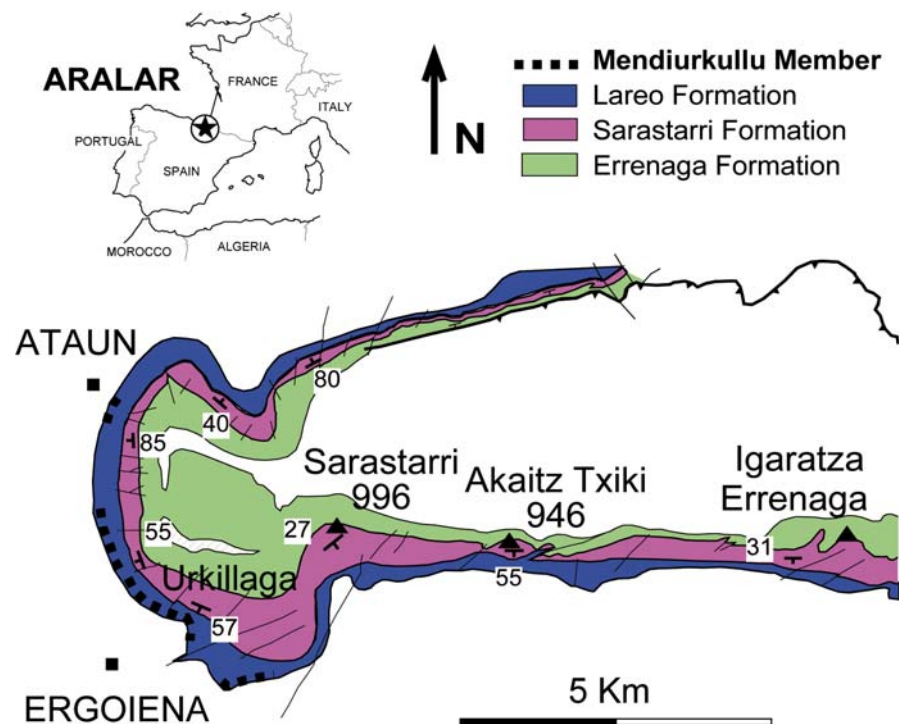 ARALAR
FRANCE
ITALY
PORTUGAL
SPAIN
MOROCCO
ALGERIA
N
Mendiurkullu Member
Lareo Formation
Sarastarri Formation
Errenaga Formation
ATAUN
80
40
85
Sarastarri
996
Akaitz Txiki
946
Igaratza
Errenaga
27
55
31
Urkillaga
55
57
ERGOIENA
5 Km